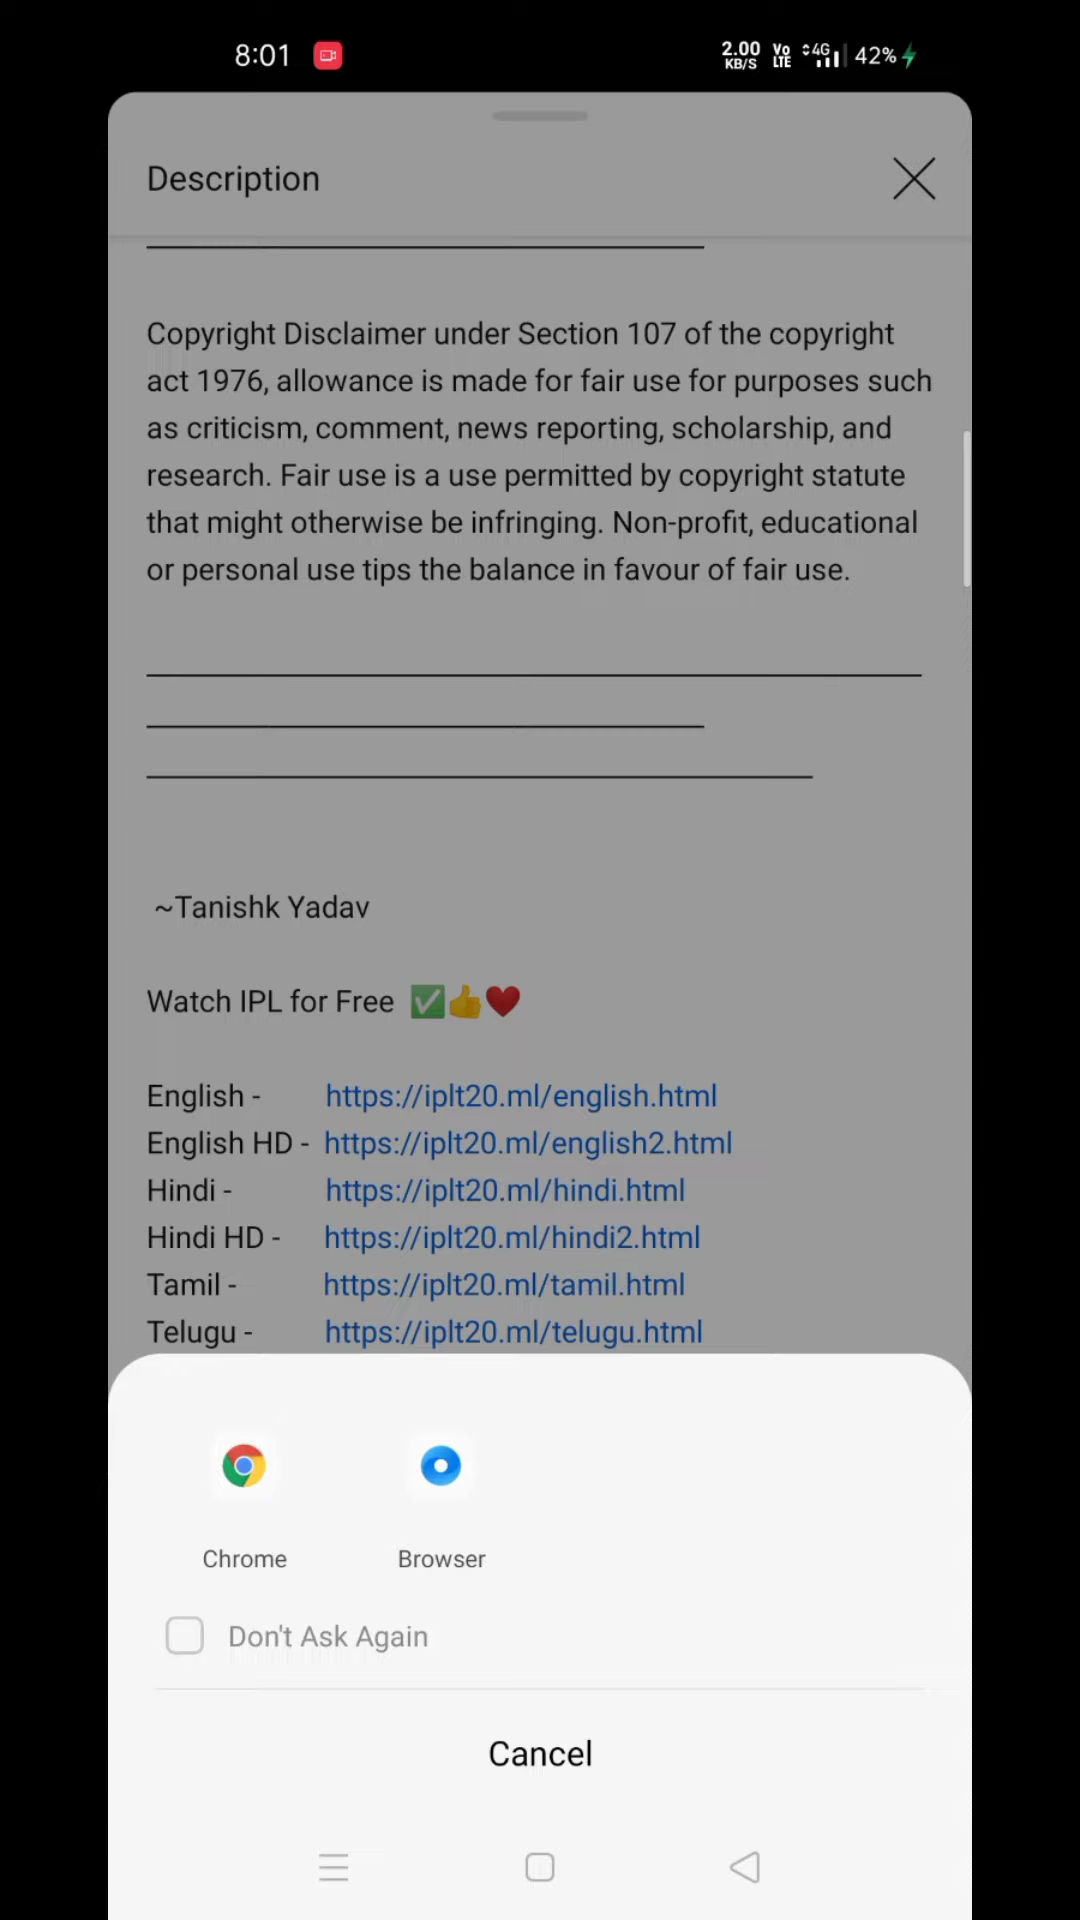 8:01
2.00 KB/S Vo LTE 4G 42%
Description
Copyright Disclaimer under Section 107 of the copyright
act 1976, allowance is made for fair use for purposes such
as criticism, comment, news reporting, scholarship, and
research. Fair use is a use permitted by copyright statute
that might otherwise be infringing. Non-profit, educational
or personal use tips the balance in favour of fair use.
~Tanishk Yadav
Watch IPL for Free ✅👍❤️
English - https://iplt20.ml/english.html
English HD - https://iplt20.ml/english2.html
Hindi - https://iplt20.ml/hindi.html
Hindi HD - https://iplt20.ml/hindi2.html
Tamil - https://iplt20.ml/tamil.html
Telugu - https://iplt20.ml/telugu.html
Chrome Browser
Don't Ask Again
Cancel